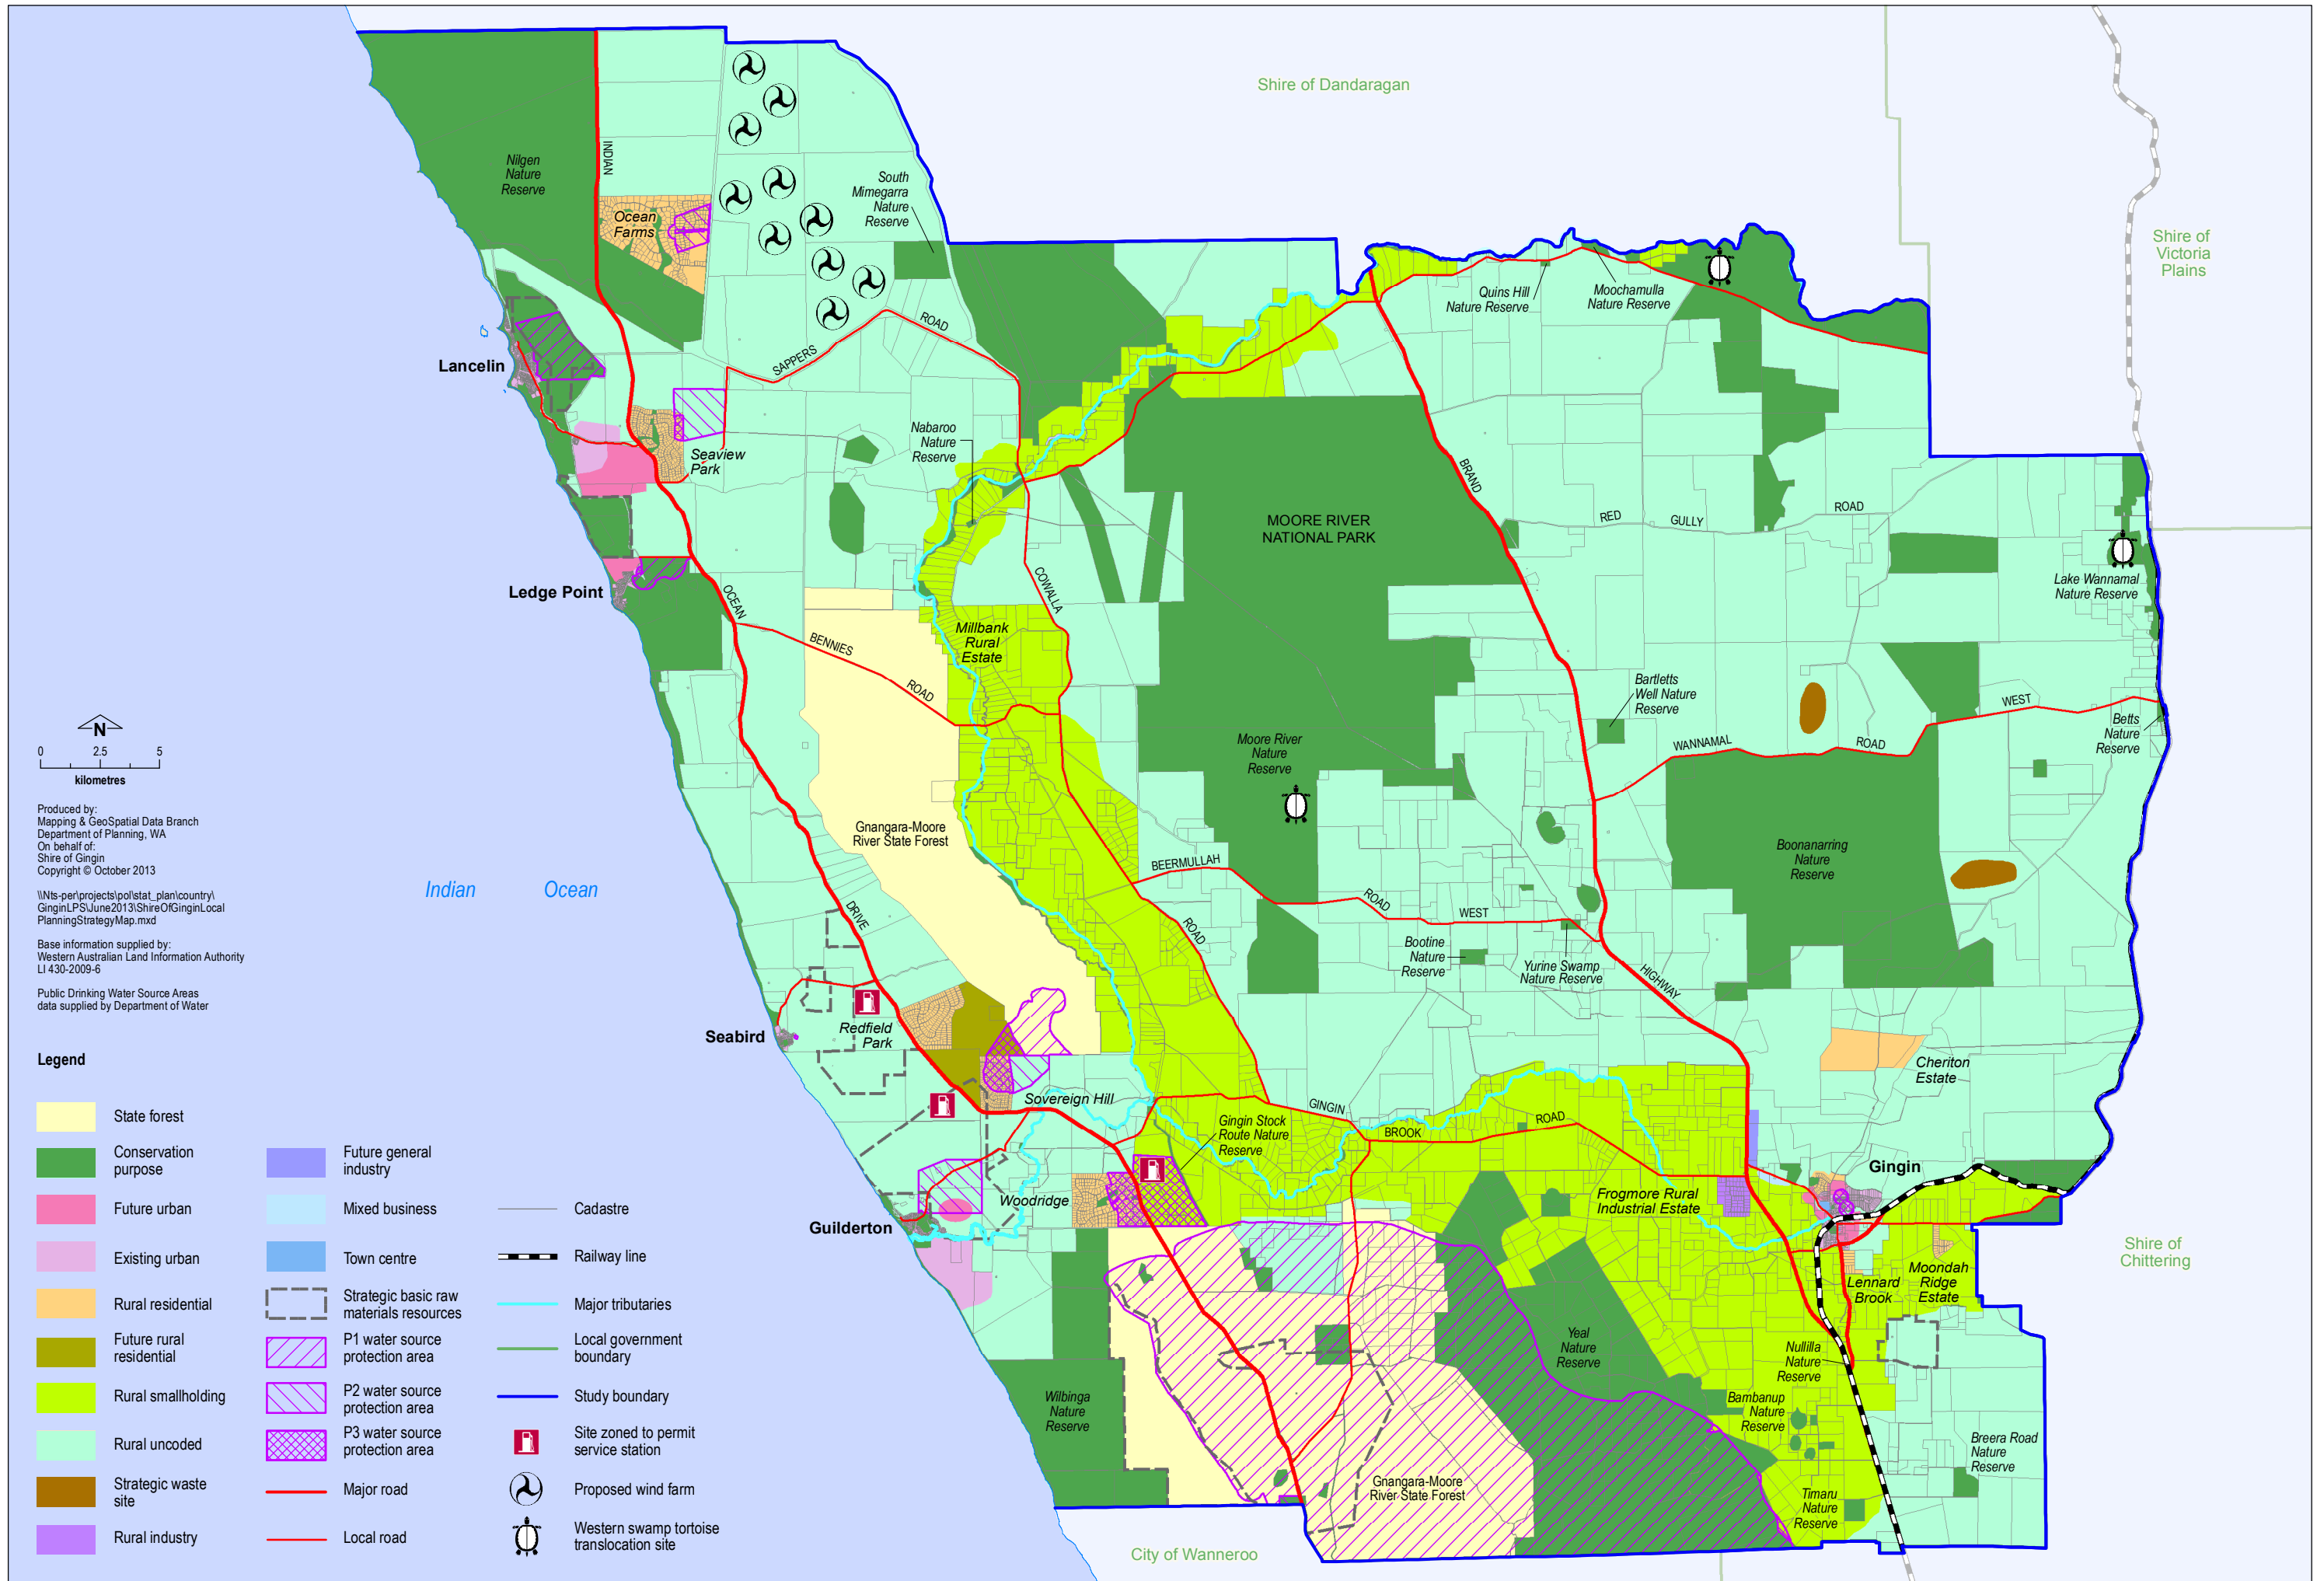 Shire of Dandaragan
Shire of
Victoria
Plains
Shire of
Chittering
City of Wanneroo
Indian Ocean
Nilgen
Nature
Reserve
INDIAN
Ocean
Farms
South
Mimegarra
Nature
Reserve
Quins Hill
Nature Reserve
Moochamulla
Nature Reserve
SAPPERS
ROAD
Lancelin
Nabaroo
Nature
Reserve
Seaview
Park
BRAND
MOORE RIVER
NATIONAL PARK
RED
GULLY
ROAD
Lake Wannamal
Nature Reserve
Ledge Point
OCEAN
COWALLA
Millbank
Rural
Estate
BENNIES
ROAD
Bartletts
Well Nature
Reserve
WEST
Betts
Nature
Reserve
WANNAMAL
ROAD
Moore River
Nature
Reserve
Gnangara-Moore
River State Forest
BEERMULLAH
Boonanarring
Nature
Reserve
DRIVE
ROAD
ROAD
WEST
Bootine
Nature
Reserve
Yurine Swamp
Nature Reserve
HIGHWAY
Seabird
Redfield
Park
Cheriton
Estate
Sovereign Hill
GINGIN
BROOK
ROAD
Gingin Stock
Route Nature
Reserve
Gingin
Woodridge
Guilderton
Frogmore Rural
Industrial Estate
Lennard
Brook
Moondah
Ridge
Estate
Yeal
Nature
Reserve
Nullilla
Nature
Reserve
Wilbinga
Nature
Reserve
Bambanup
Nature
Reserve
Breera Road
Nature
Reserve
Gnangara-Moore
River State Forest
Timaru
Nature
Reserve
N
0 2.5 5
kilometres
Produced by:
Mapping & GeoSpatial Data Branch
Department of Planning, WA
On behalf of:
Shire of Gingin
Copyright © October 2013
\\Nts-per\projects\pol\stat_plan\country\
GinginLPS\June2013\ShireOfGinginLocal
PlanningStrategyMap.mxd
Base information supplied by:
Western Australian Land Information Authority
LI 430-2009-6
Public Drinking Water Source Areas
data supplied by Department of Water
Legend
State forest
Conservation
purpose
Future urban
Existing urban
Rural residential
Future rural
residential
Rural smallholding
Rural uncoded
Strategic waste
site
Rural industry
Future general
industry
Mixed business
Town centre
Strategic basic raw
materials resources
P1 water source
protection area
P2 water source
protection area
P3 water source
protection area
Major road
Local road
Cadastre
Railway line
Major tributaries
Local government
boundary
Study boundary
Site zoned to permit
service station
Proposed wind farm
Western swamp tortoise
translocation site